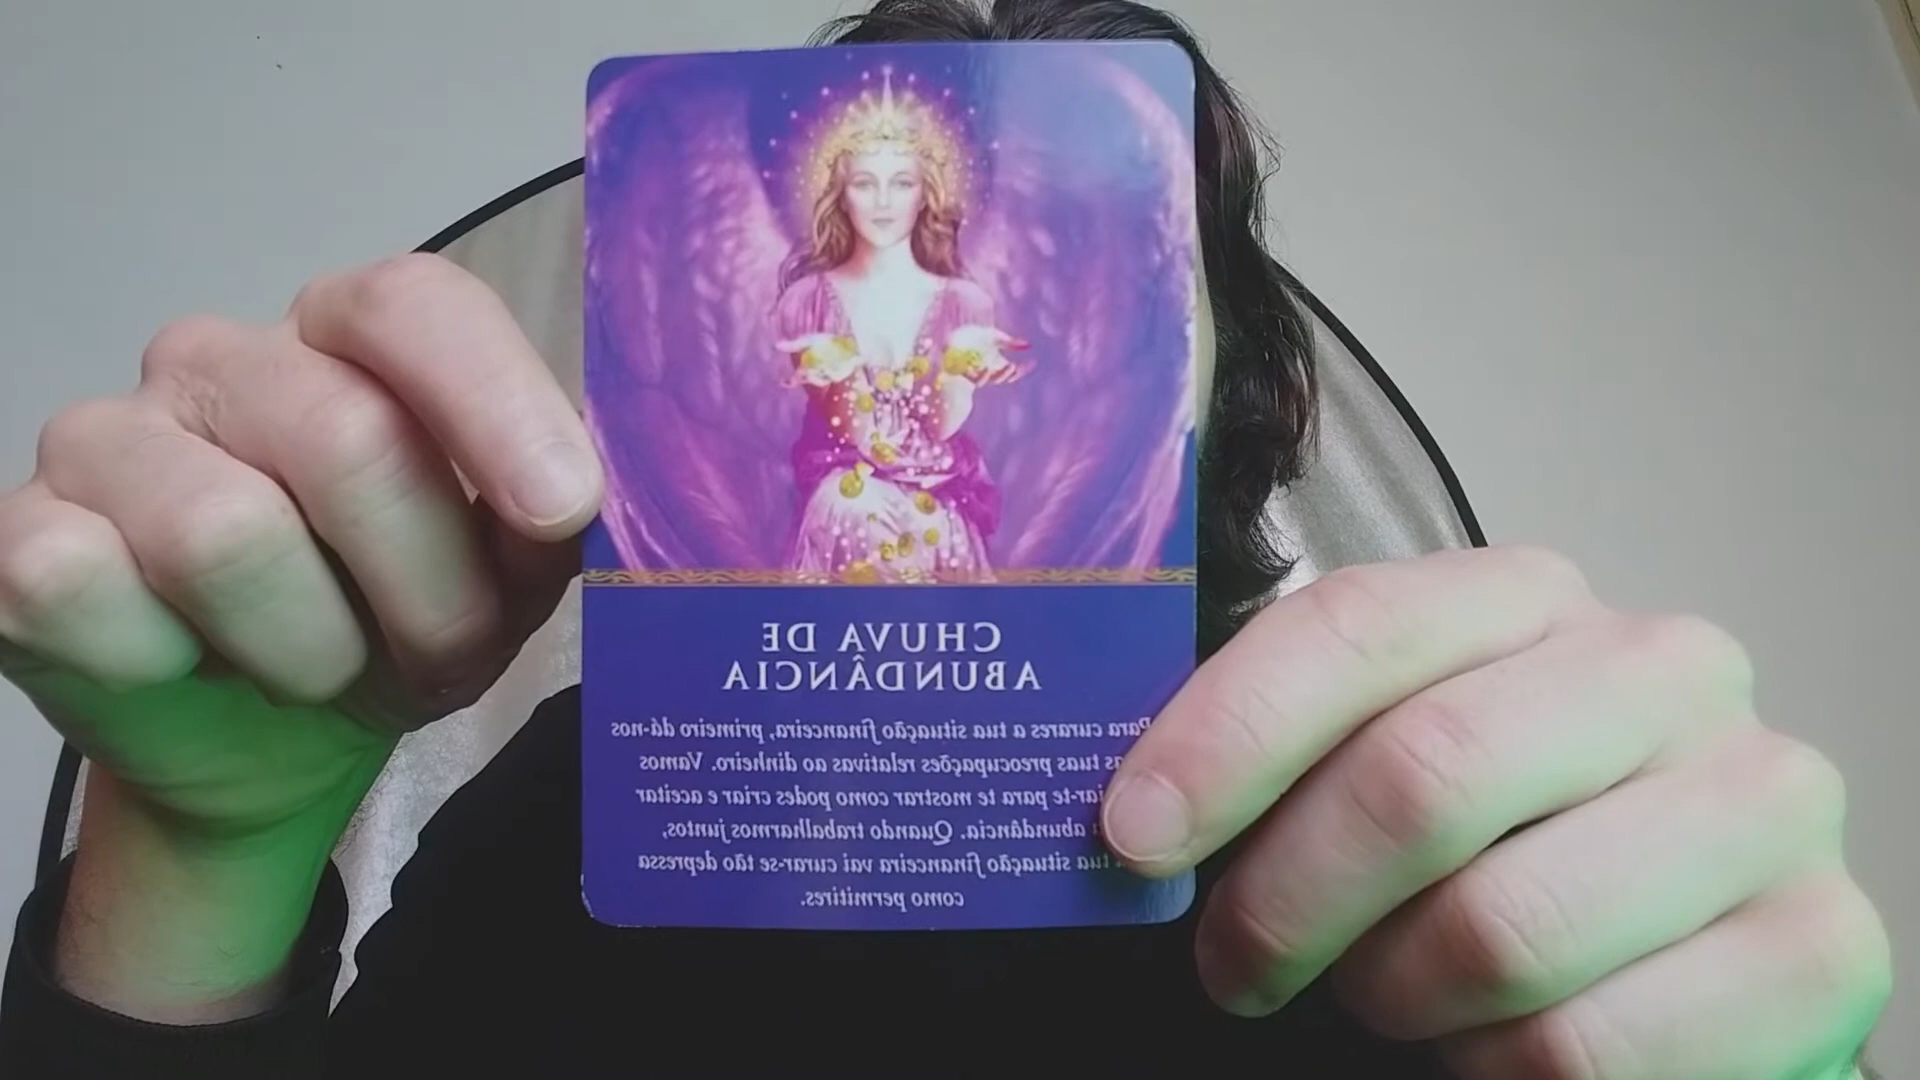 CHUVA DE
ABUNDÂNCIA
Para curares a tua situação financeira, primeiro dá-nos
as tuas preocupações relativas ao dinheiro. Vamos
para te mostrar como podes criar e aceitar
abundância. Quando trabalharmos juntos,
tua situação financeira vai curar-se tão depressa
como permitires.